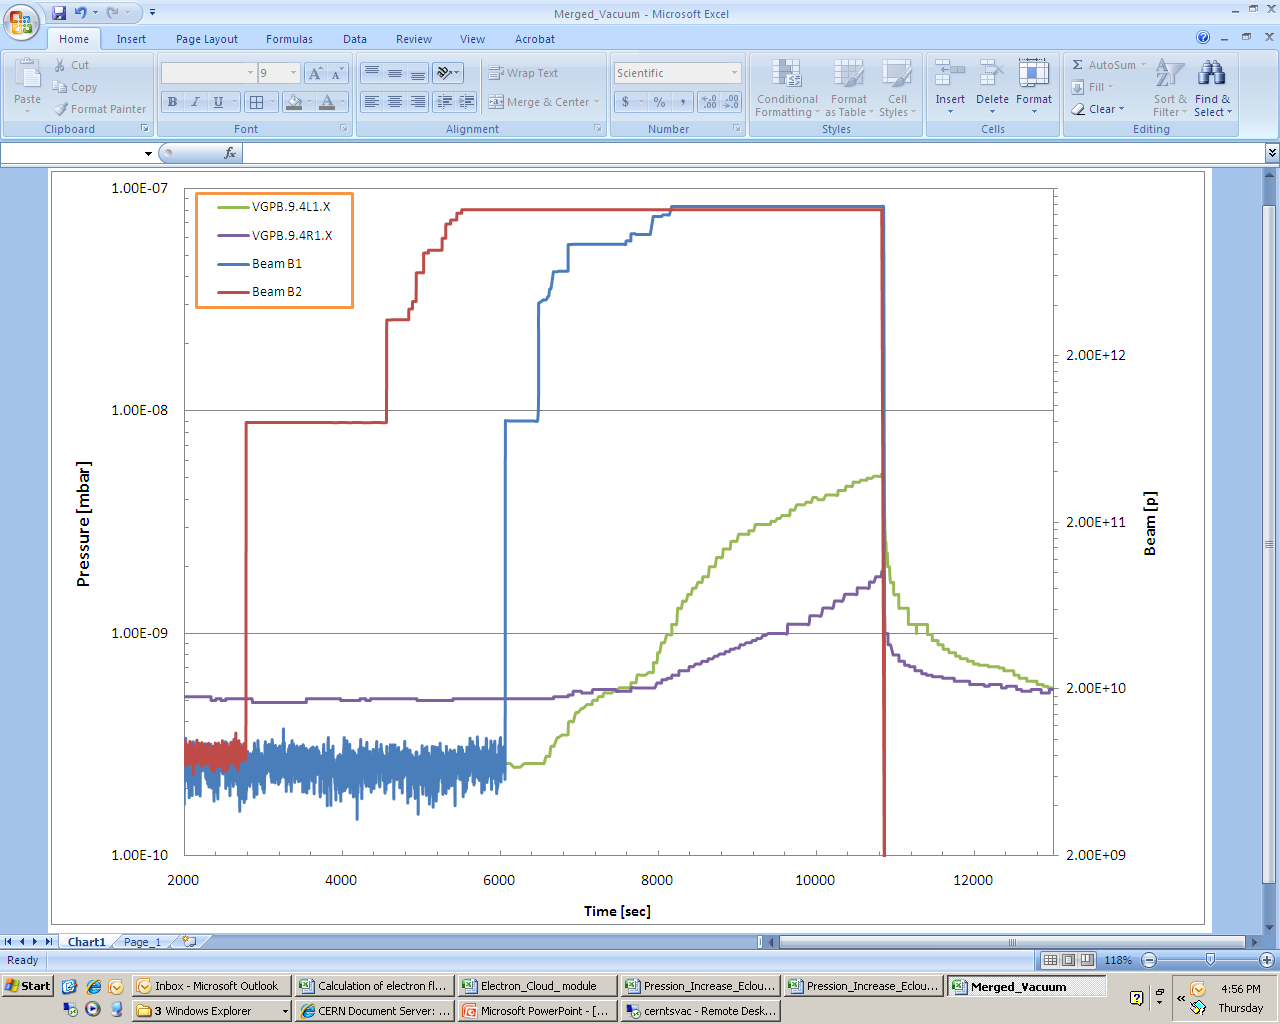 Merged_Vacuum - Microsoft Excel
Home Insert Page Layout Formulas Data Review View Acrobat
Paste
Cut
Copy
Format Painter
Clipboard
9
A A
B I U
A
Font
Wrap Text
Merge & Center
Alignment
Scientific
$ % ,
Number
Conditional Formatting
Format as Table
Cell Styles
Styles
Insert Delete Format
Cells
Σ AutoSum
Fill
Clear
Sort & Filter
Find & Select
Editing
fx
1.00E-07
1.00E-08
1.00E-09
1.00E-10
Pressure [mbar]
VGPB.9.4L1.X
VGPB.9.4R1.X
Beam B1
Beam B2
2.00E+12
2.00E+11
2.00E+10
2.00E+09
Beam [p]
2000 4000 6000 8000 10000 12000
Time [sec]
Chart1 Page_1
Ready
118%
Start
Inbox - Microsoft Outlook
Calculation of electron fl...
Electron_Cloud_ module
Pression_Increase_Eclou...
Pression_Increase_Eclou...
Merged_Vacuum
4:56 PM
3 Windows Explorer
CERN Document Server: ...
Microsoft PowerPoint - [...
cerntsvac - Remote Desk...
Thursday